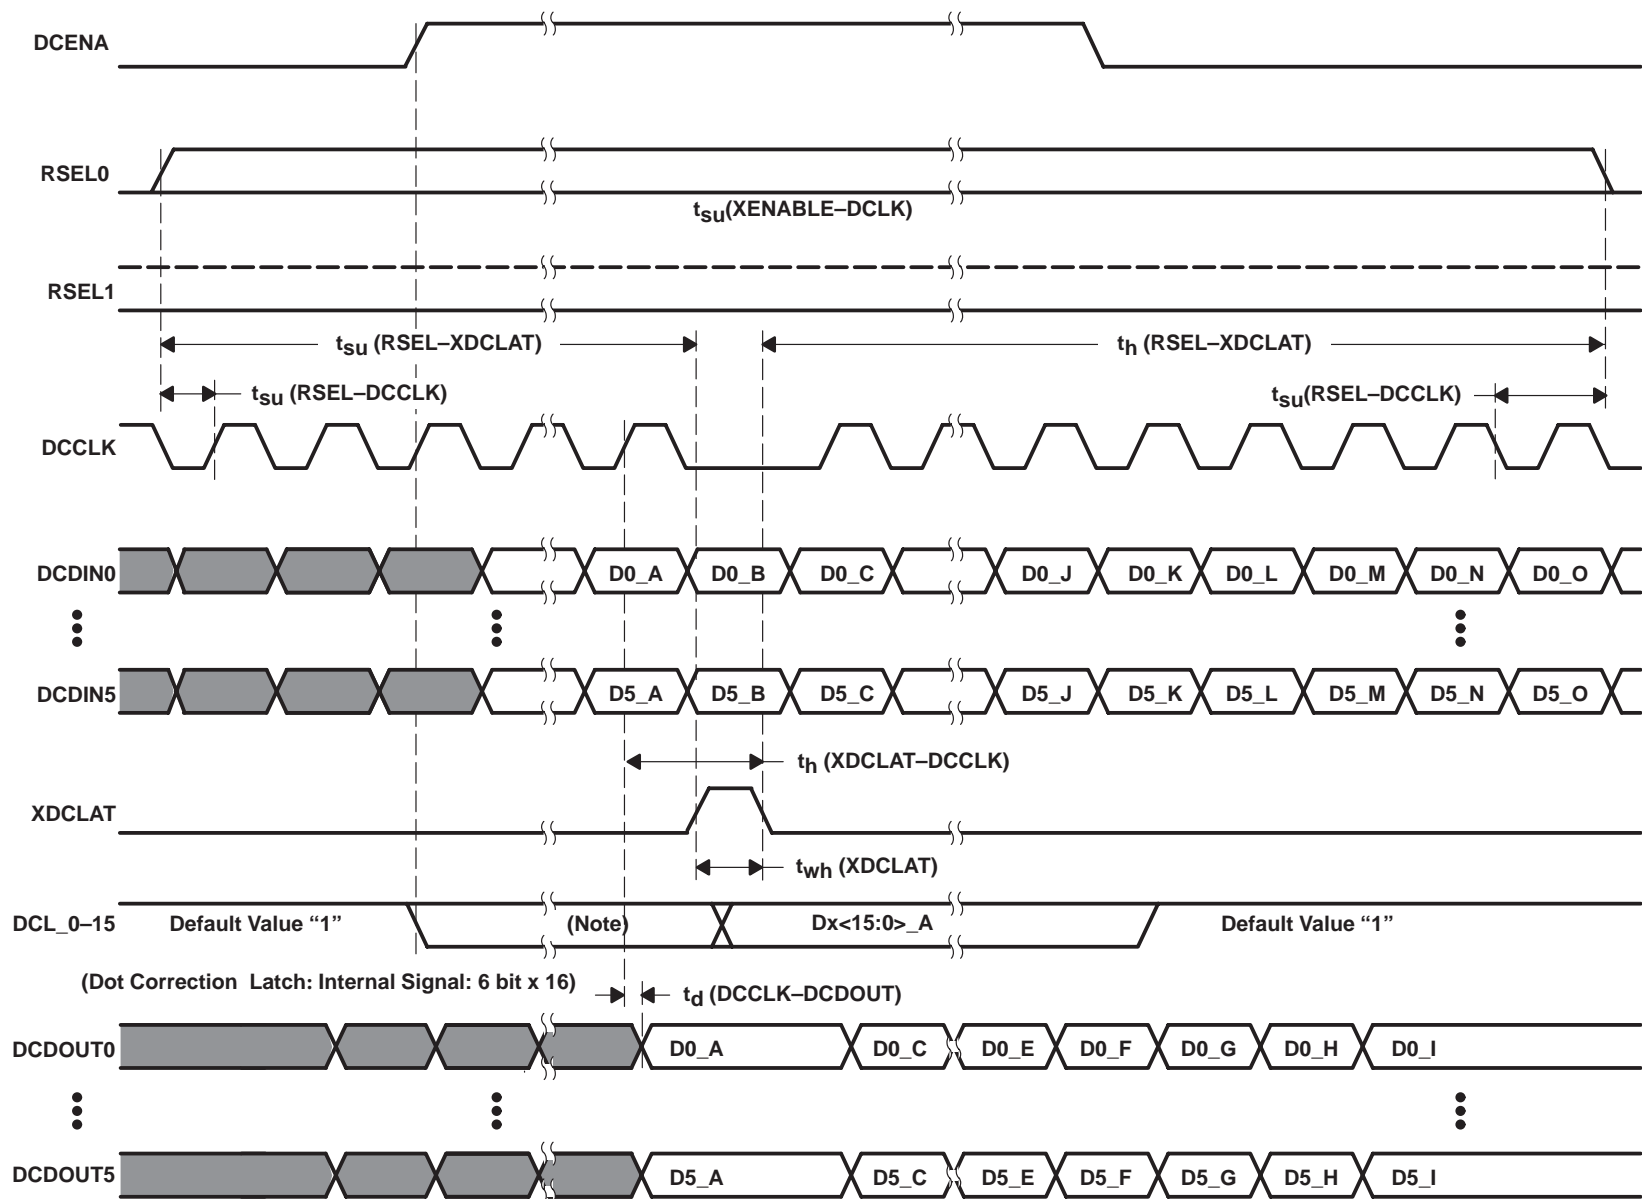 DCENA
RSEL0
tsu(XENABLE–DCLK)
RSEL1
tsu (RSEL–XDCLAT) th (RSEL–XDCLAT)
tsu (RSEL–DCCLK) tsu(RSEL–DCCLK)
DCCLK
DCDIN0 D0_A D0_B D0_C D0_J D0_K D0_L D0_M D0_N D0_O
DCDIN5 D5_A D5_B D5_C D5_J D5_K D5_L D5_M D5_N D5_O
th (XDCLAT–DCCLK)
XDCLAT
twh (XDCLAT)
DCL_0–15 Default Value “1” (Note) Dx<15:0>_A Default Value “1”
(Dot Correction Latch: Internal Signal: 6 bit x 16) td (DCCLK–DCDOUT)
DCDOUT0 D0_A D0_C D0_E D0_F D0_G D0_H D0_I
DCDOUT5 D5_A D5_C D5_E D5_F D5_G D5_H D5_I